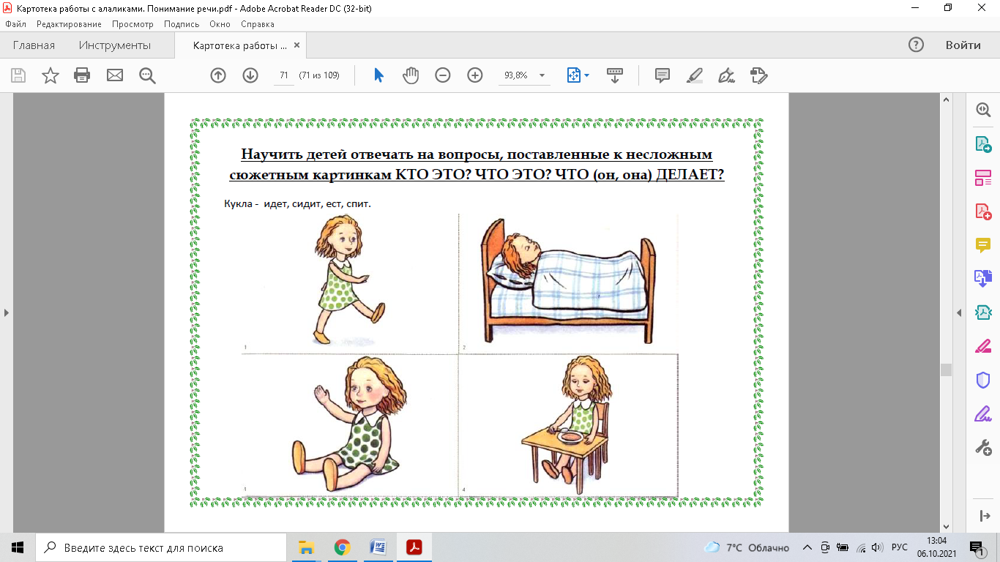 Картотека работы с алаликами. Понимание речи.pdf - Adobe Acrobat Reader DC (32-bit)
Файл Редактирование Просмотр Подпись Окно Справка
Главная Инструменты Картотека работы ... × Войти
71 (71 из 109) 93,8%
Научить детей отвечать на вопросы, поставленные к несложным
сюжетным картинкам КТО ЭТО? ЧТО ЭТО? ЧТО (он, она) ДЕЛАЕТ?
Кукла - идет, сидит, ест, спит.
1 2
1 4
Введите здесь текст для поиска 7°C Облачно РУС 13:04
06.10.2021 1